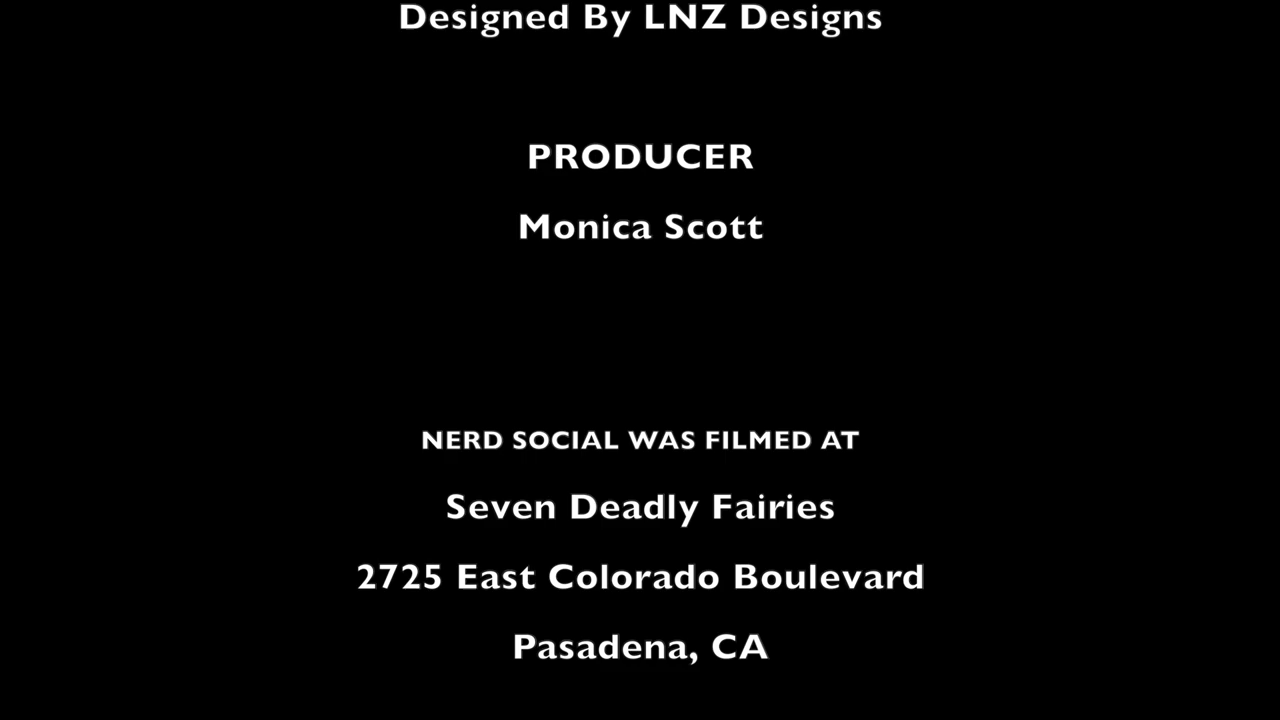 Designed By LNZ Designs
PRODUCER
Monica Scott
NERD SOCIAL WAS FILMED AT
Seven Deadly Fairies
2725 East Colorado Boulevard
Pasadena, CA